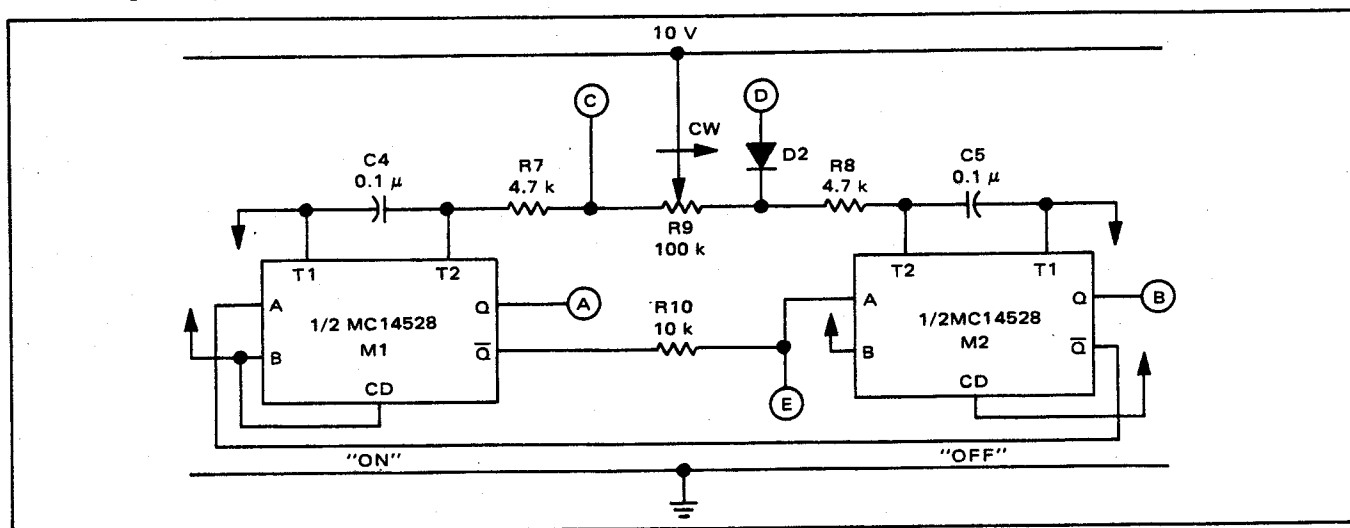 10 V
C
D
CW
D2
C4
0.1 μ
R7
4.7 k
R9
100 k
R8
4.7 k
C5
0.1 μ
T1
T2
T2
T1
A
Q
A
R10
10 k
A
Q
B
1/2 MC14528
M1
1/2MC14528
M2
B
Q̅
B
Q̅
CD
E
CD
"ON"
"OFF"